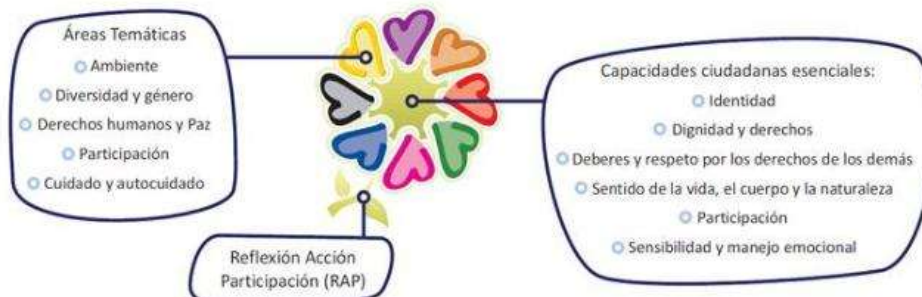 Áreas Temáticas
Ambiente
Diversidad y género
Derechos humanos y Paz
Participación
Cuidado y autocuidado
Capacidades ciudadanas esenciales:
Identidad
Dignidad y derechos
Deberes y respeto por los derechos de los demás
Sentido de la vida, el cuerpo y la naturaleza
Participación
Sensibilidad y manejo emocional
Reflexión Acción
Participación (RAP)